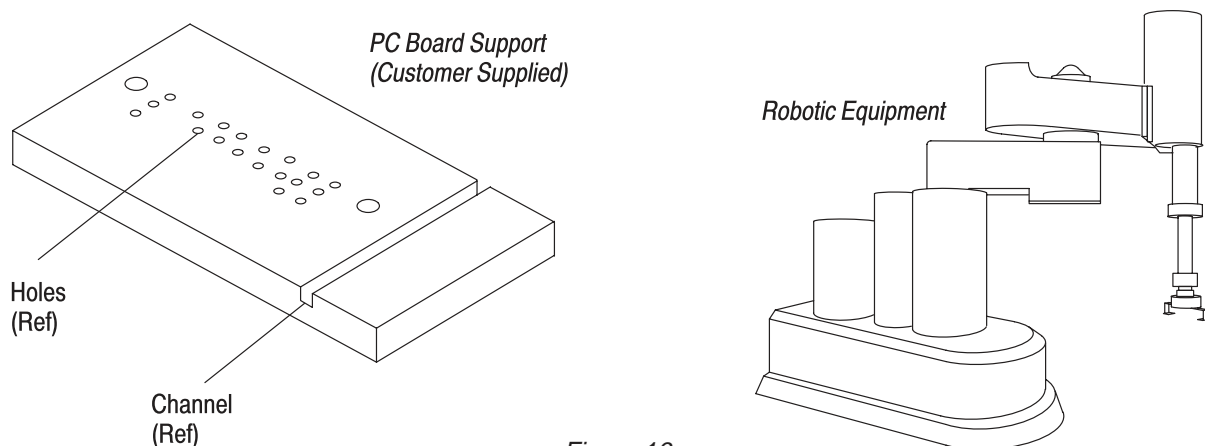 PC Board Support
(Customer Supplied)
Robotic Equipment
Holes
(Ref)
Channel
(Ref)